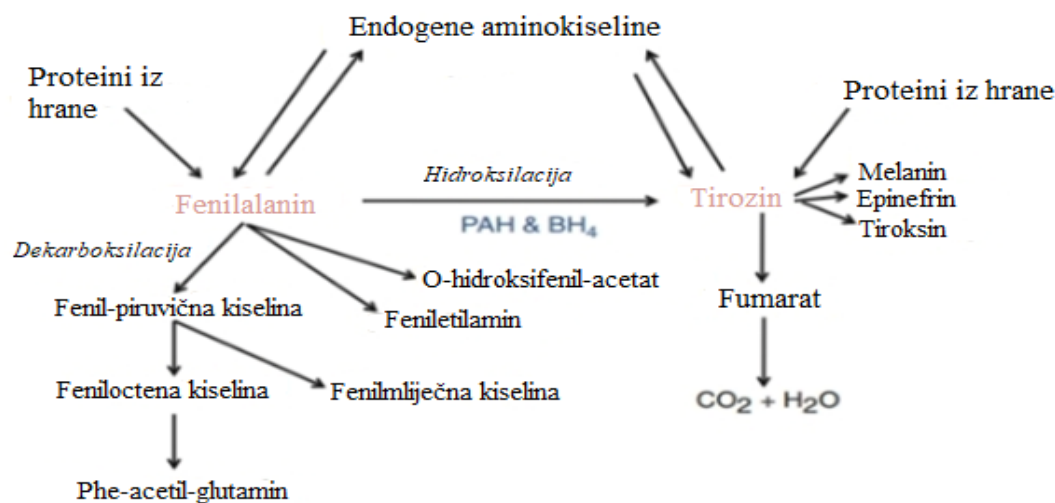 Endogene aminokiseline
Proteini iz
hrane
Proteini iz hrane
Hidroksilacija
Fenilalanin
Tirozin
PAH & BH₄
Melanin
Epinefrin
Tiroksin
Dekarboksilacija
O-hidroksifenil-acetat
Fenil-piruvična kiselina
Feniletilamin
Fumarat
Feniloctena kiselina
Fenilmliječna kiselina
CO₂ + H₂O
Phe-acetil-glutamin